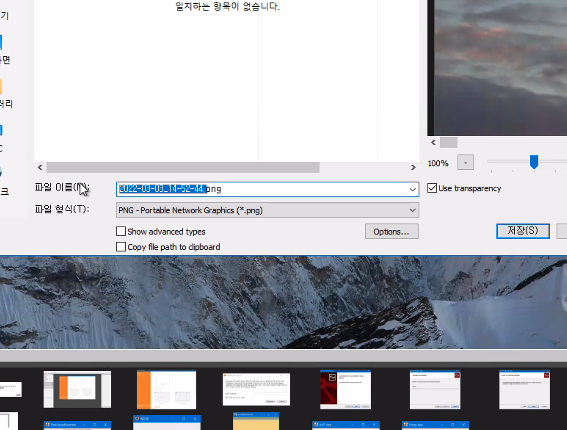 일치하는 항목이 없습니다.
기
면
러리
C
크
파일 이름(N):
2022-03-03_14-52-44.png
파일 형식(T):
PNG - Portable Network Graphics (*.png)
Show advanced types
Options...
Copy file path to clipboard
100%
-
Use transparency
저장(S)